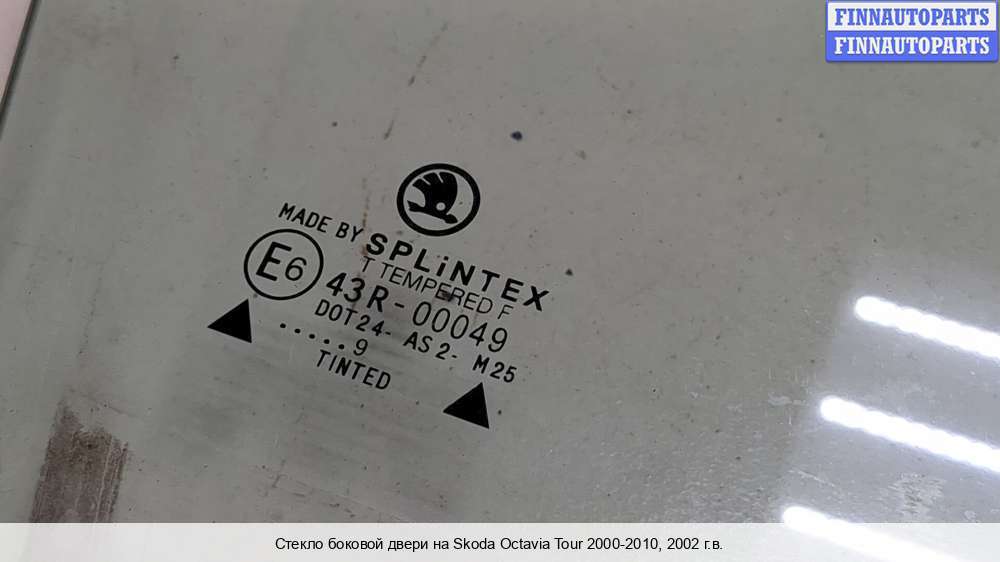 FINNAUTOPARTS
FINNAUTOPARTS
MADE BY SPLiNTEX
T TEMPERED F
E6 43R-00049
DOT24- AS2- M25
.....9
TINTED
Стекло боковой двери на Skoda Octavia Tour 2000-2010, 2002 г.в.